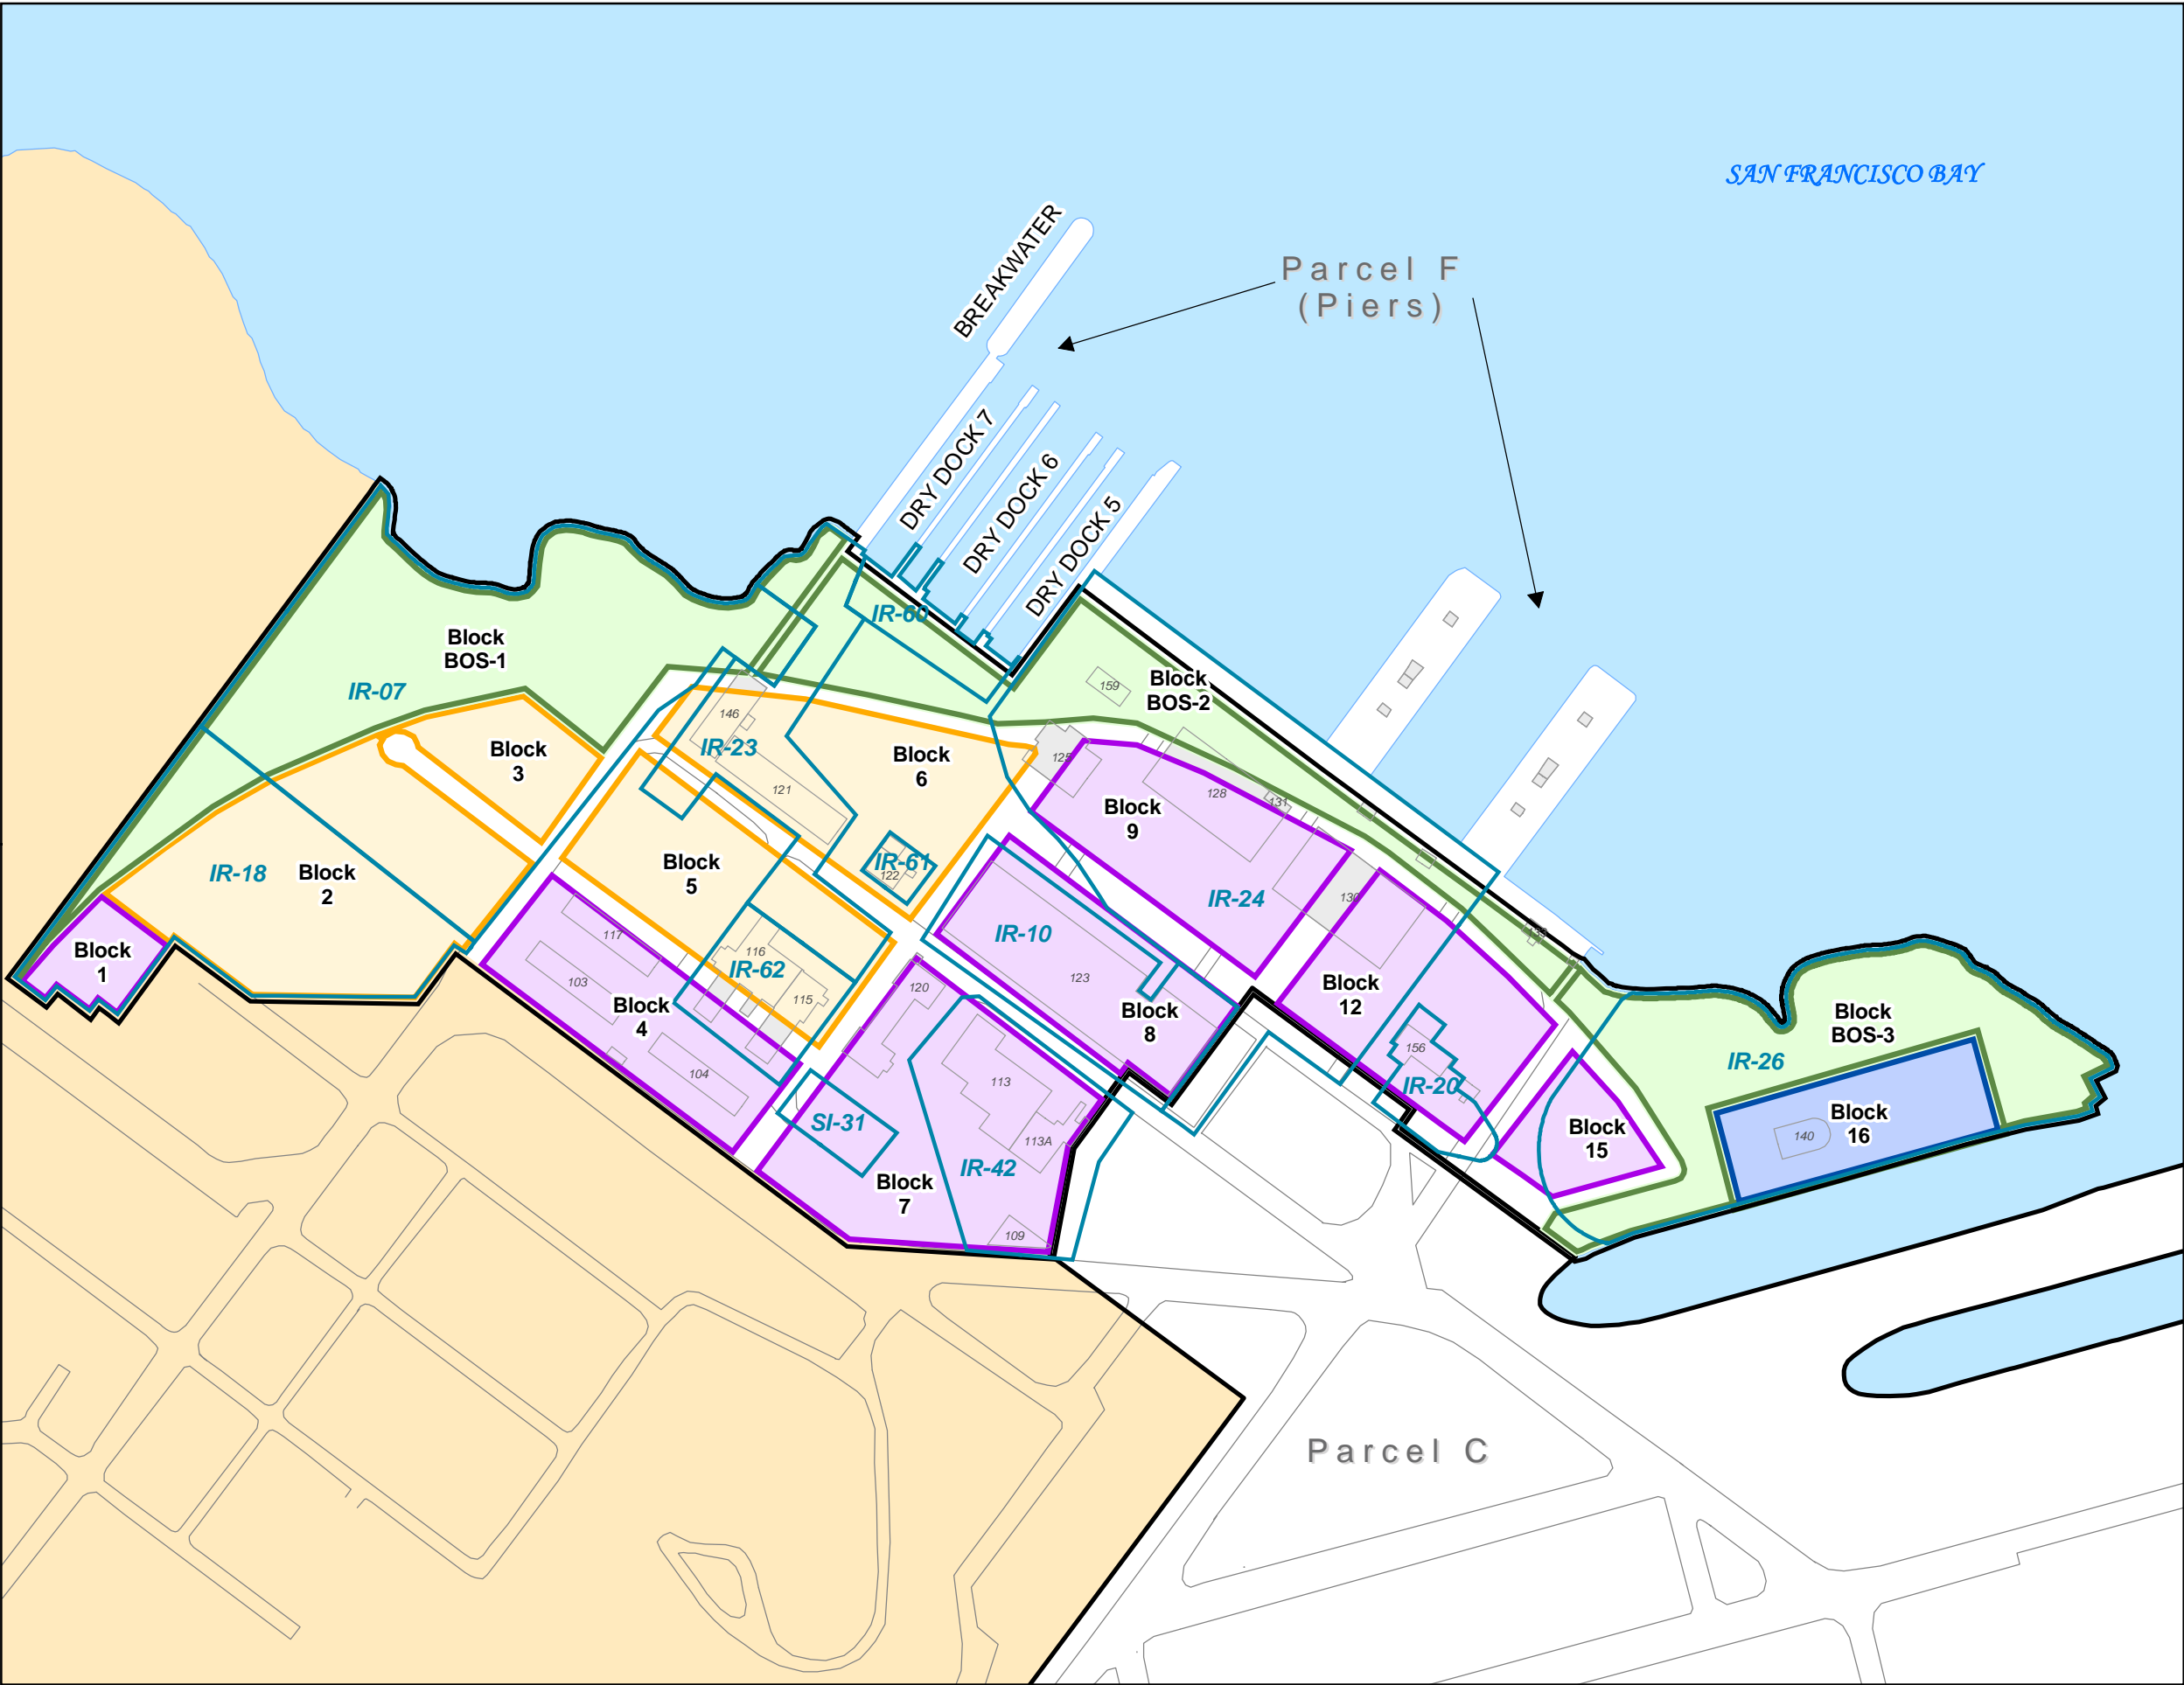 SAN FRANCISCO BAY
Parcel F
(Piers)
BREAKWATER
DRY DOCK 7
DRY DOCK 6
DRY DOCK 5
IR-60
Block
BOS-1
IR-07
Block
BOS-2
159
146
IR-23
Block
3
Block
6
125
121
128
131
Block
9
IR-18
Block
2
Block
5
IR-61
122
130
IR-24
117
116
IR-10
Block
1
103
IR-62
115
120
123
Block
12
Block
4
Block
8
Block
BOS-3
156
IR-26
104
113
IR-20
SI-31
113A
Block
15
140
Block
16
IR-42
Block
7
109
Parcel C